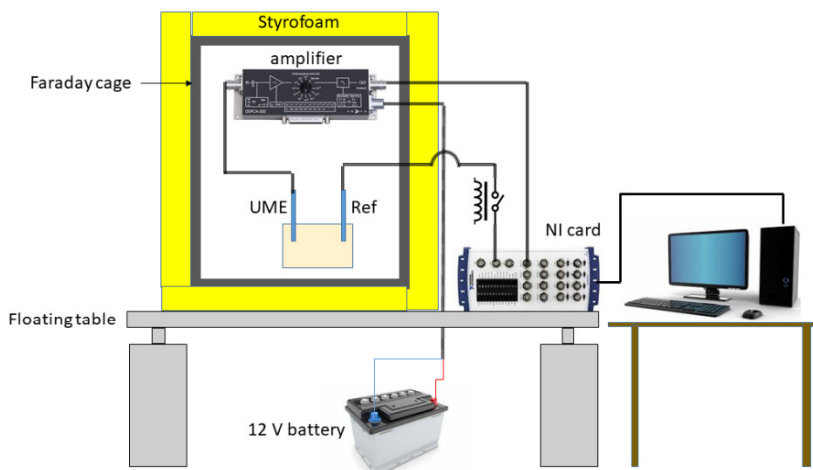 Styrofoam
amplifier
Faraday cage
UME
Ref
NI card
Floating table
12 V battery